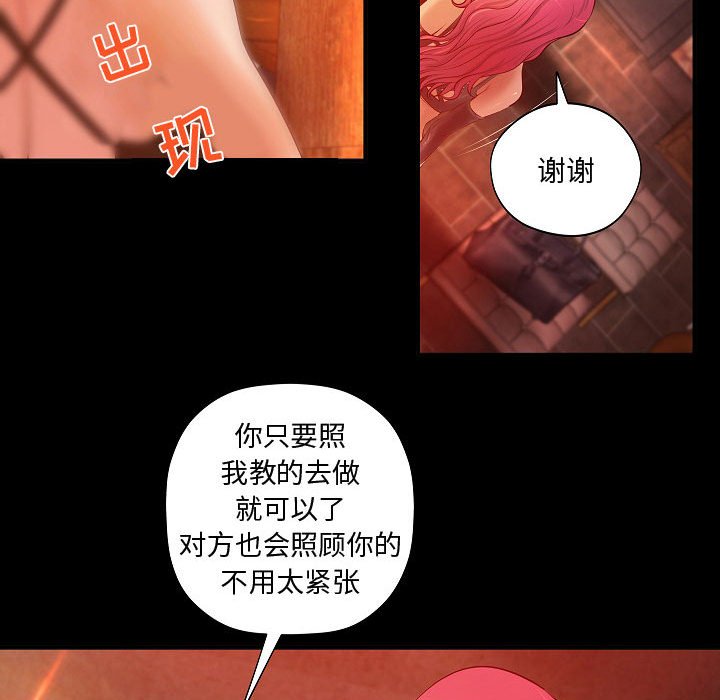 出
现
谢谢
你只要照
我教的去做
就可以了
对方也会照顾你的
不用太紧张